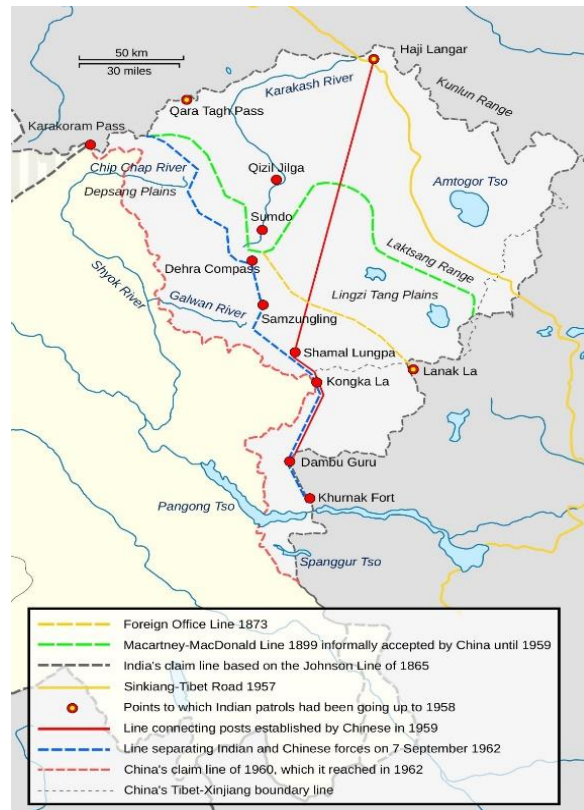 50 km
30 miles
Haji Langar
Karakash River
Kunlun Range
Qara Tagh Pass
Karakoram Pass
Chip Chap River
Qizil Jilga
Depsang Plains
Amtogor Tso
Sumdo
Laktsang Range
Dehra Compass
Shyok River
Galwan River
Lingzi Tang Plains
Samzungling
Shamal Lungpa
Lanak La
Kongka La
Dambu Guru
Khurnak Fort
Pangong Tso
Spanggur Tso
Foreign Office Line 1873
Macartney-MacDonald Line 1899 informally accepted by China until 1959
India's claim line based on the Johnson Line of 1865
Sinkiang-Tibet Road 1957
Points to which Indian patrols had been going up to 1958
Line connecting posts established by Chinese in 1959
Line separating Indian and Chinese forces on 7 September 1962
China's claim line of 1960, which it reached in 1962
China's Tibet-Xinjiang boundary line